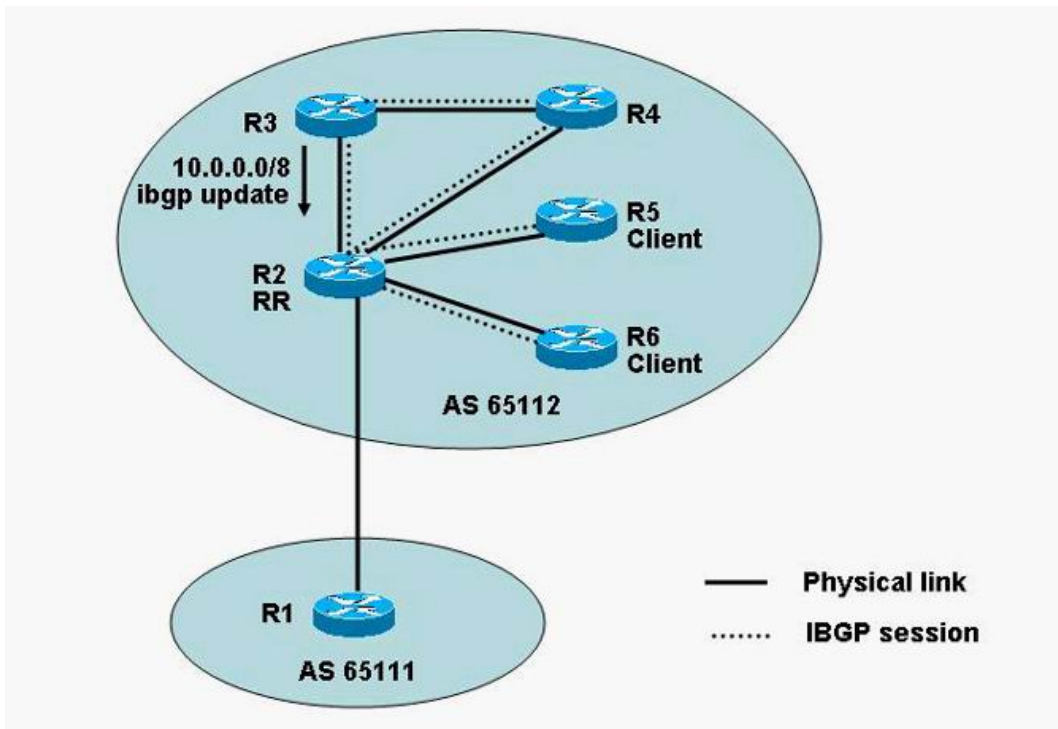 R3
R4
10.0.0.0/8
ibgp update
R5
Client
R2
RR
R6
Client
AS 65112
R1
AS 65111
Physical link
IBGP session